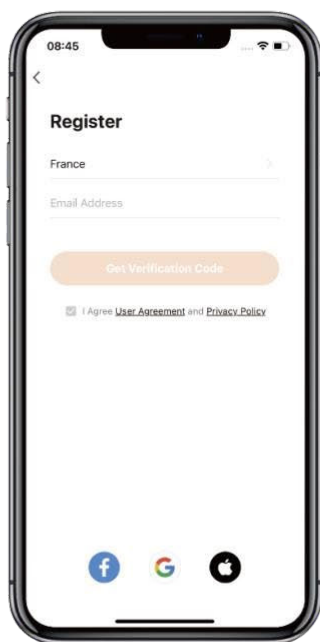 08:45
Register
France
Email Address
Get Verification Code
I Agree User Agreement and Privacy Policy